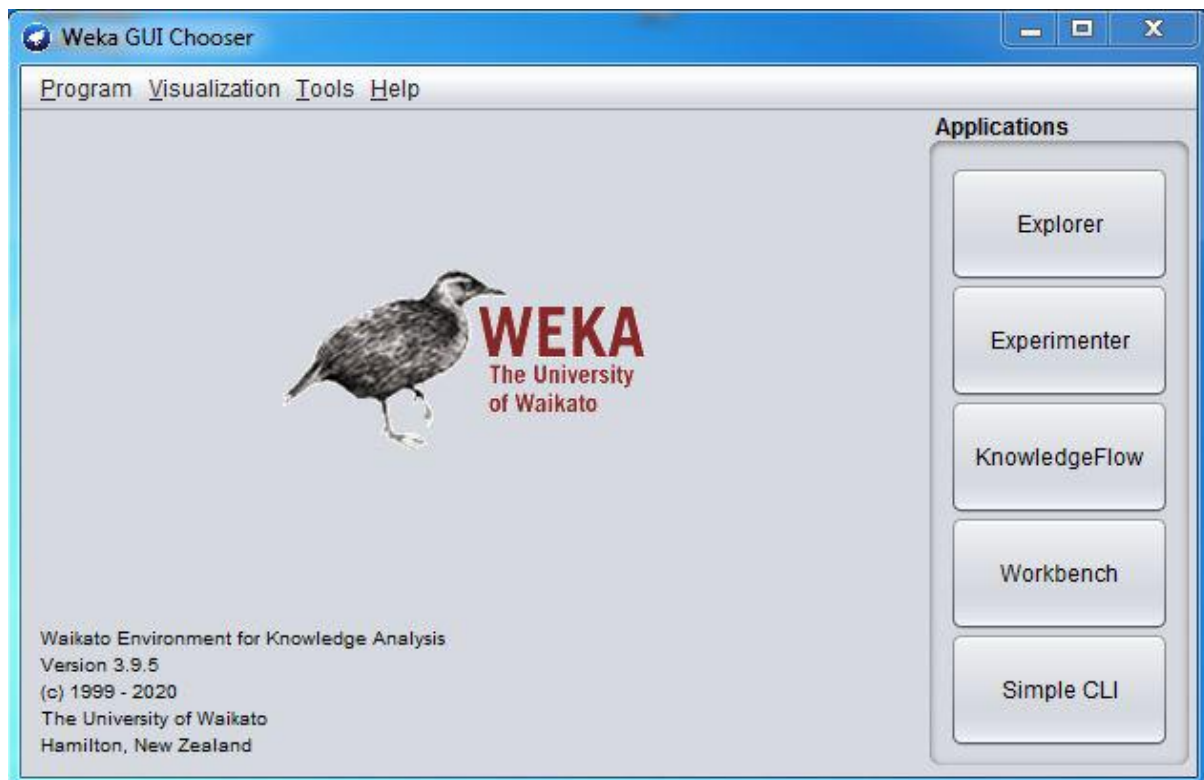 Weka GUI Chooser
Program Visualization Tools Help
Applications
Explorer
Experimenter
KnowledgeFlow
Workbench
Simple CLI
WEKA
The University
of Waikato
Waikato Environment for Knowledge Analysis
Version 3.9.5
(c) 1999 - 2020
The University of Waikato
Hamilton, New Zealand